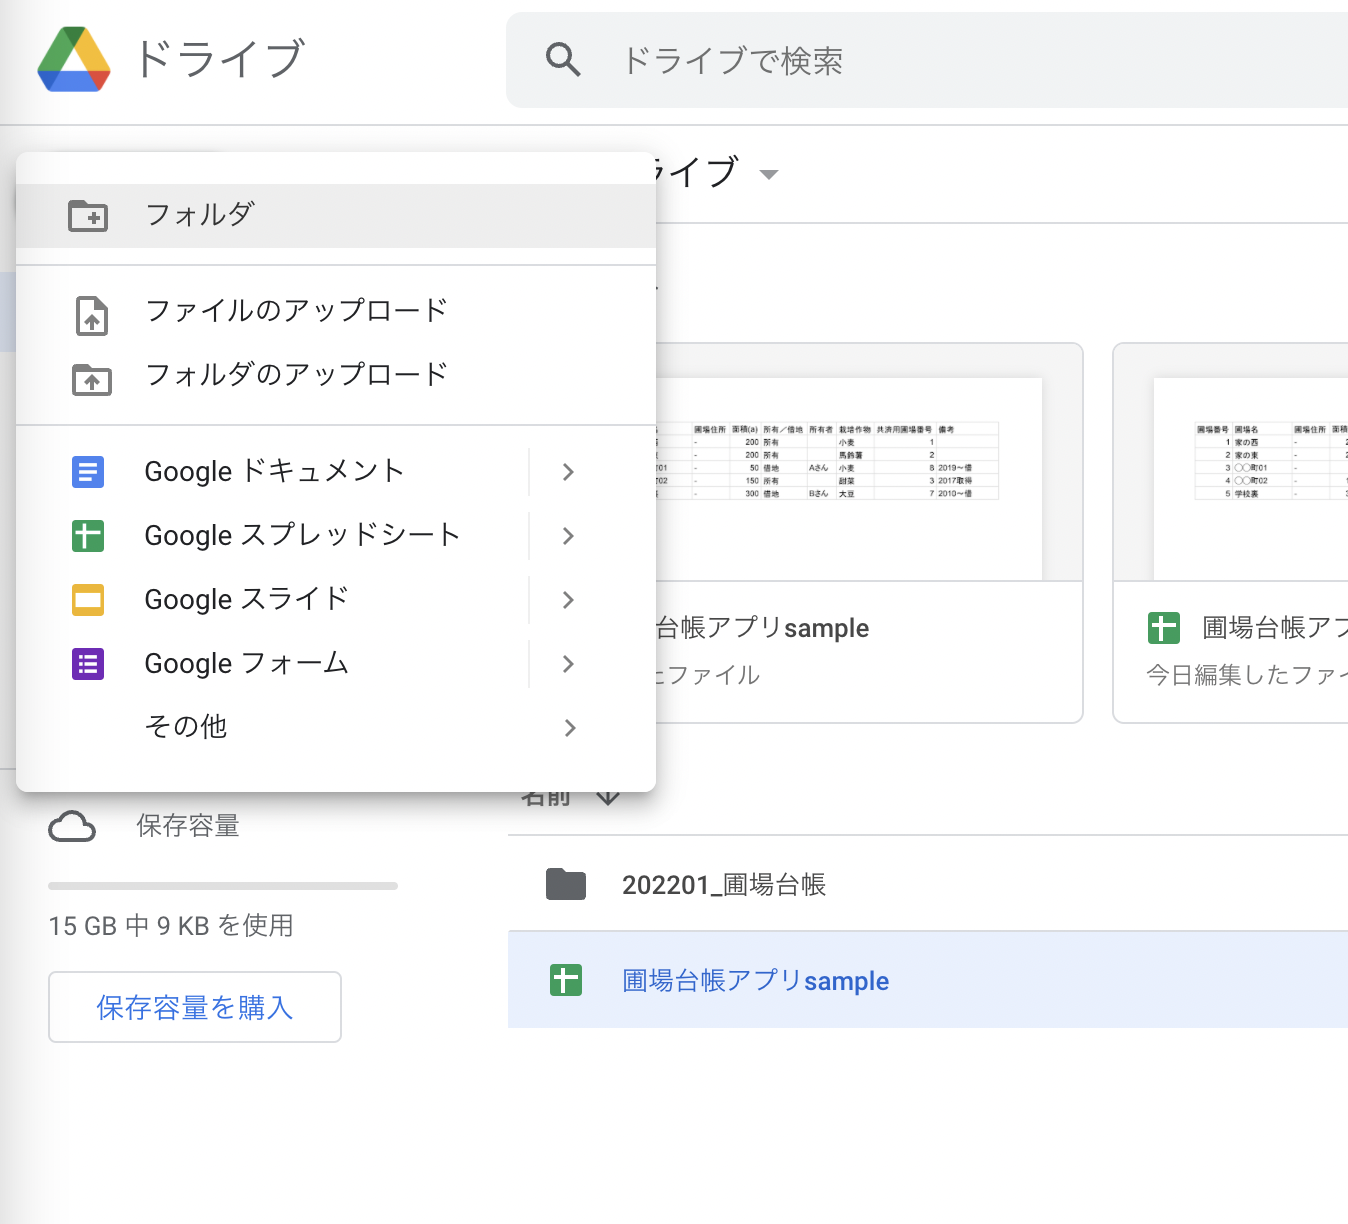 ドライブ
ドライブで検索
ライブ
フォルダ
ファイルのアップロード
フォルダのアップロード
Google ドキュメント
Google スプレッドシート
Google スライド
Google フォーム
その他
圃場住所 面積(a) 所有／借地 所有者 栽培作物 共済用圃場番号 備考
- 200 所有 小麦 1
- 200 所有 馬鈴薯 2
町01 - 50 借地 Aさん 小麦 8 2019〜借
町02 - 150 所有 甜菜 3 2017取得
- 300 借地 Bさん 大豆 7 2010〜借
圃場番号 圃場名 圃場住所 面積
1 家の西 -
2 家の東 -
3 〇〇町01 -
4 〇〇町02 -
5 学校裏 -
台帳アプリsample
たファイル
圃場台帳アプ
今日編集したファイ
名前
保存容量
15 GB 中 9 KB を使用
保存容量を購入
202201_圃場台帳
圃場台帳アプリsample